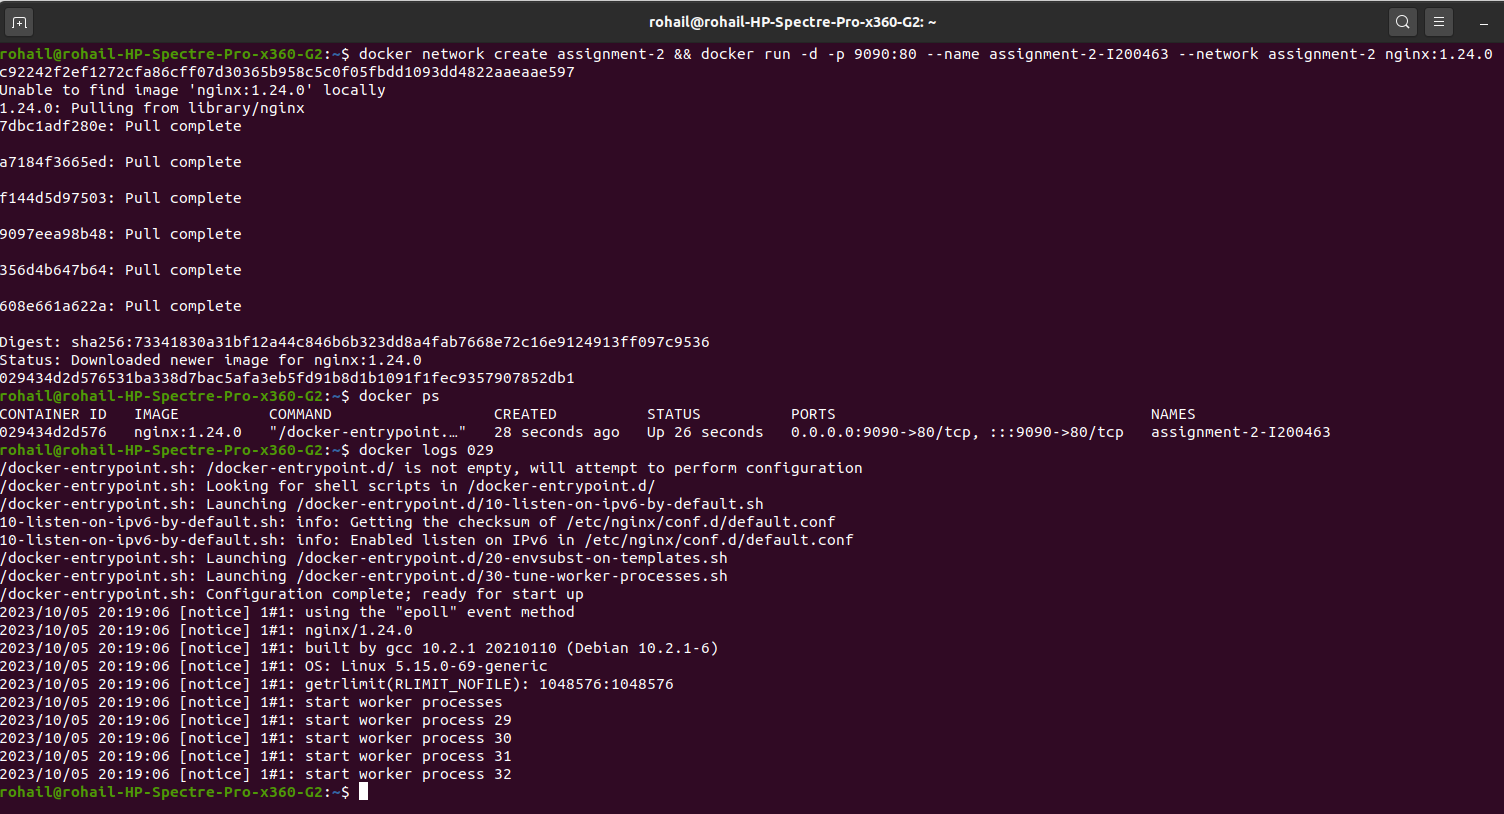 rohail@rohail-HP-Spectre-Pro-x360-G2: ~
rohail@rohail-HP-Spectre-Pro-x360-G2:~$ docker network create assignment-2 && docker run -d -p 9090:80 --name assignment-2-I200463 --network assignment-2 nginx:1.24.0
c92242f2ef1272cfa86cff07d30365b958c5c0f05fbdd1093dd4822aaeaae597
Unable to find image 'nginx:1.24.0' locally
1.24.0: Pulling from library/nginx
7dbc1adf280e: Pull complete
a7184f3665ed: Pull complete
f144d5d97503: Pull complete
9097eea98b48: Pull complete
356d4b647b64: Pull complete
608e661a622a: Pull complete
Digest: sha256:73341830a31bf12a44c846b6b323dd8a4fab7668e72c16e9124913ff097c9536
Status: Downloaded newer image for nginx:1.24.0
029434d2d576531ba338d7bac5afa3eb5fd91b8d1b1091f1fec9357907852db1
rohail@rohail-HP-Spectre-Pro-x360-G2:~$ docker ps
CONTAINER ID   IMAGE          COMMAND                  CREATED          STATUS          PORTS                                   NAMES
029434d2d576   nginx:1.24.0   "/docker-entrypoint.…"   28 seconds ago   Up 26 seconds   0.0.0.0:9090->80/tcp, :::9090->80/tcp   assignment-2-I200463
rohail@rohail-HP-Spectre-Pro-x360-G2:~$ docker logs 029
/docker-entrypoint.sh: /docker-entrypoint.d/ is not empty, will attempt to perform configuration
/docker-entrypoint.sh: Looking for shell scripts in /docker-entrypoint.d/
/docker-entrypoint.sh: Launching /docker-entrypoint.d/10-listen-on-ipv6-by-default.sh
10-listen-on-ipv6-by-default.sh: info: Getting the checksum of /etc/nginx/conf.d/default.conf
10-listen-on-ipv6-by-default.sh: info: Enabled listen on IPv6 in /etc/nginx/conf.d/default.conf
/docker-entrypoint.sh: Launching /docker-entrypoint.d/20-envsubst-on-templates.sh
/docker-entrypoint.sh: Launching /docker-entrypoint.d/30-tune-worker-processes.sh
/docker-entrypoint.sh: Configuration complete; ready for start up
2023/10/05 20:19:06 [notice] 1#1: using the "epoll" event method
2023/10/05 20:19:06 [notice] 1#1: nginx/1.24.0
2023/10/05 20:19:06 [notice] 1#1: built by gcc 10.2.1 20210110 (Debian 10.2.1-6)
2023/10/05 20:19:06 [notice] 1#1: OS: Linux 5.15.0-69-generic
2023/10/05 20:19:06 [notice] 1#1: getrlimit(RLIMIT_NOFILE): 1048576:1048576
2023/10/05 20:19:06 [notice] 1#1: start worker processes
2023/10/05 20:19:06 [notice] 1#1: start worker process 29
2023/10/05 20:19:06 [notice] 1#1: start worker process 30
2023/10/05 20:19:06 [notice] 1#1: start worker process 31
2023/10/05 20:19:06 [notice] 1#1: start worker process 32
rohail@rohail-HP-Spectre-Pro-x360-G2:~$